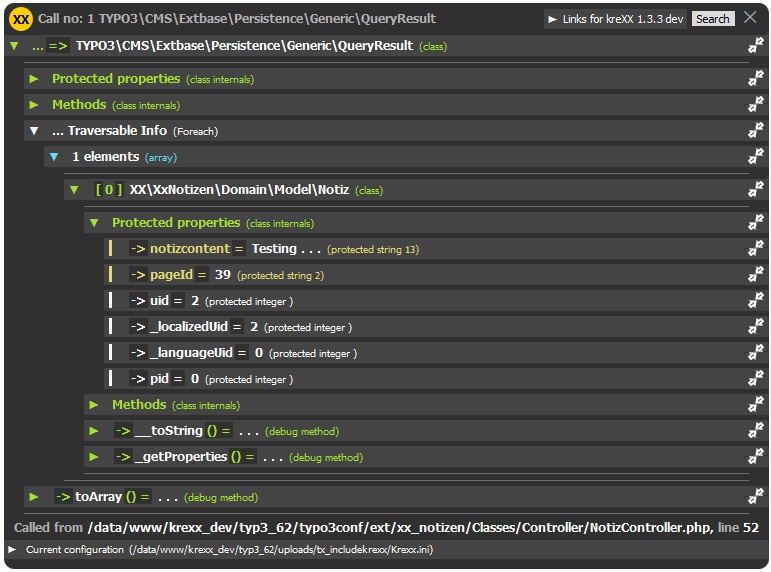 XX Call no: 1 TYPO3\CMS\Extbase\Persistence\Generic\QueryResult ► Links for kreXX 1.3.3 dev Search
▼ ... => TYPO3\CMS\Extbase\Persistence\Generic\QueryResult (class)
► Protected properties (class internals)
► Methods (class internals)
▼ ... Traversable Info (Foreach)
▼ 1 elements (array)
▼ [ 0 ] XX\XxNotizen\Domain\Model\Notiz (class)
▼ Protected properties (class internals)
-> notizcontent = Testing . . . (protected string 13)
-> pageId = 39 (protected string 2)
-> uid = 2 (protected integer )
-> _localizedUid = 2 (protected integer )
-> _languageUid = 0 (protected integer )
-> pid = 0 (protected integer )
► Methods (class internals)
► -> __toString () = . . . (debug method)
► -> _getProperties () = . . . (debug method)
► -> toArray () = . . . (debug method)
Called from /data/www/krexx_dev/typ3_62/typo3conf/ext/xx_notizen/Classes/Controller/NotizController.php, line 52
► Current configuration (/data/www/krexx_dev/typ3_62/uploads/tx_includekrexx/Krexx.ini)